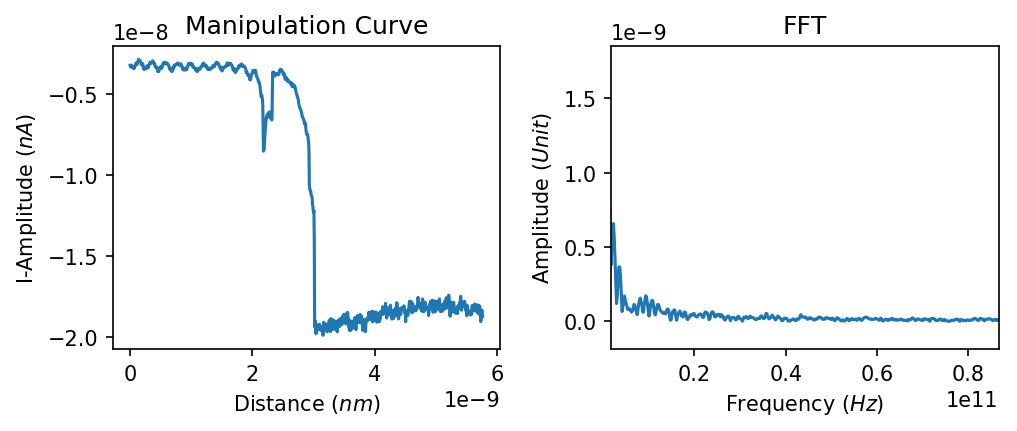 Manipulation Curve
1e−8
I-Amplitude (nA)
−0.5
−1.0
−1.5
−2.0
0 2 4 6
Distance (nm)
1e−9
FFT
1e−9
Amplitude (Unit)
1.5
1.0
0.5
0.0
0.2 0.4 0.6 0.8
Frequency (Hz)
1e11